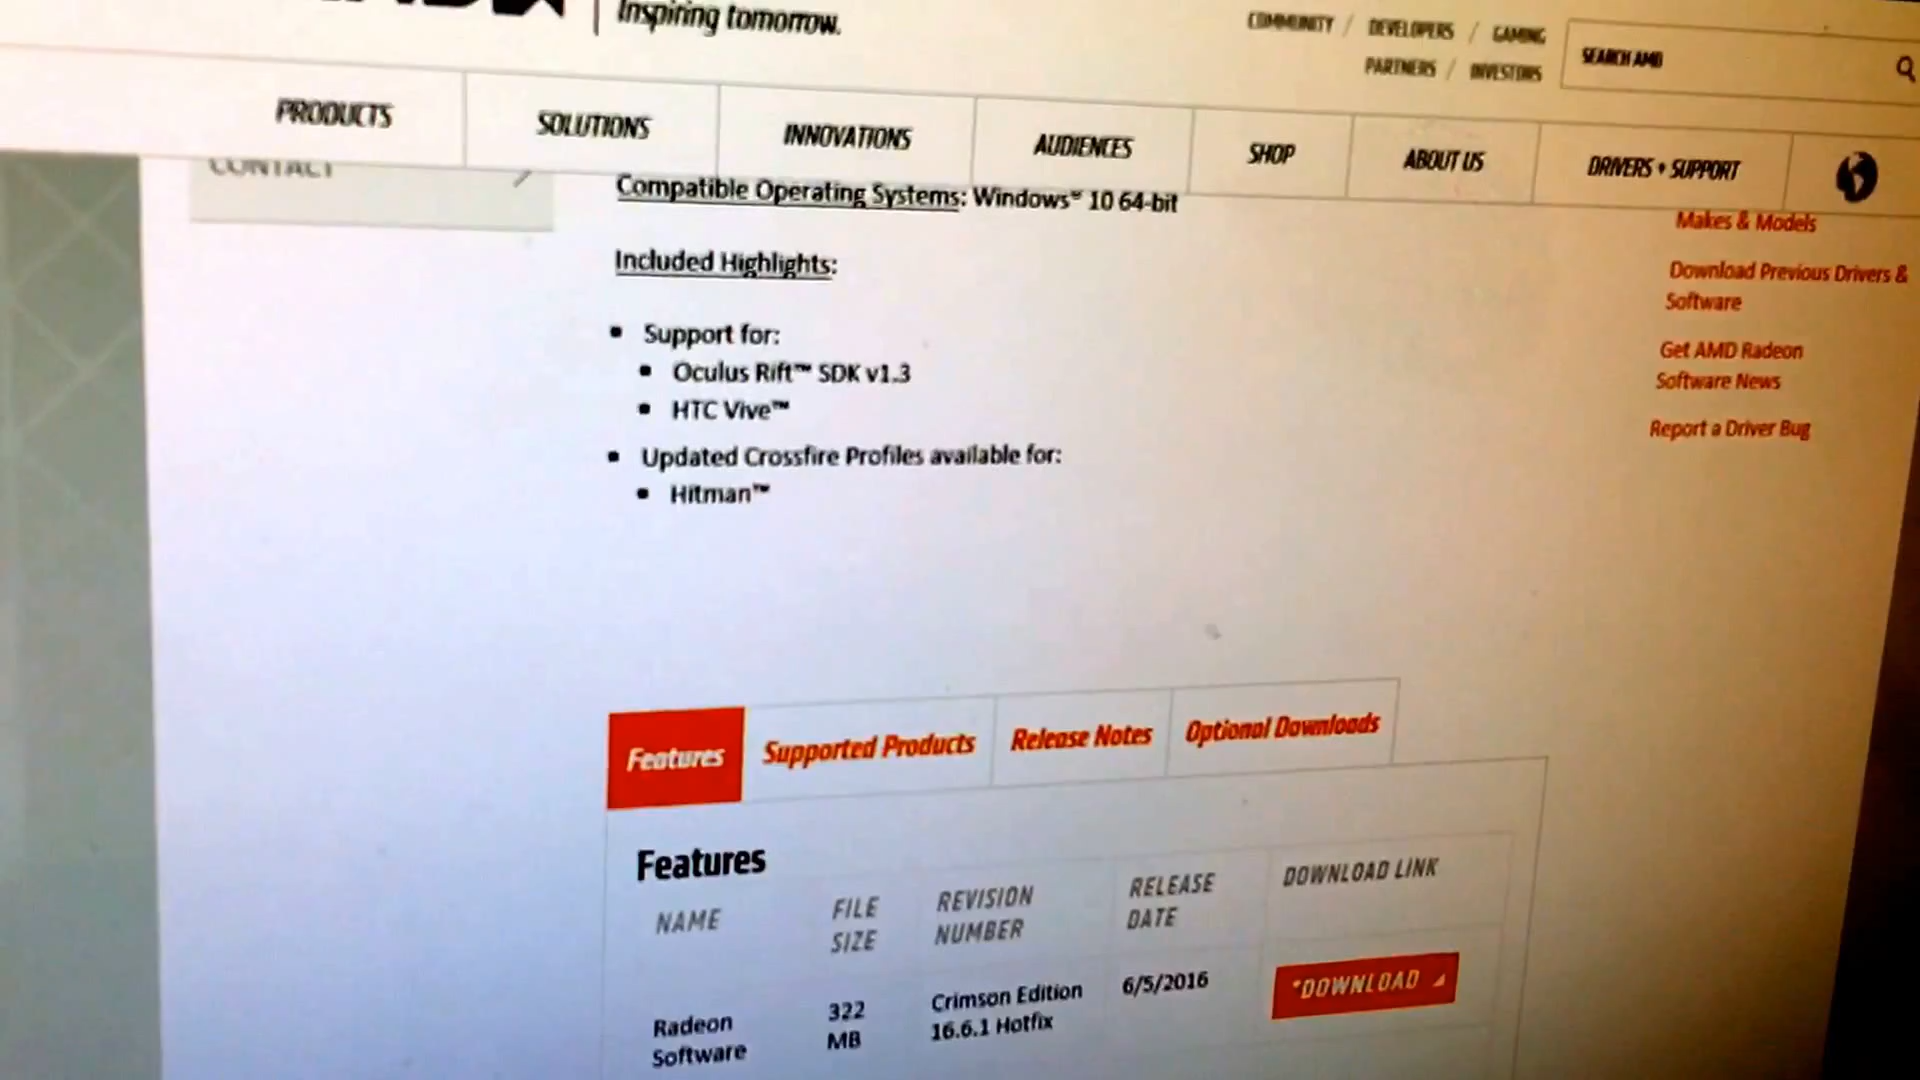 Inspiring tomorrow.
COMMUNITY / DEVELOPERS / GAMING
PARTNERS / INVESTORS
SEARCH AMD
PRODUCTS
SOLUTIONS
INNOVATIONS
AUDIENCES
SHOP
ABOUT US
DRIVERS + SUPPORT
CONTACT
Compatible Operating Systems: Windows® 10 64-bit
Included Highlights:
• Support for:
• Oculus Rift™ SDK v1.3
• HTC Vive™
• Updated Crossfire Profiles available for:
• Hitman™
Makes & Models
Download Previous Drivers &
Software
Get AMD Radeon
Software News
Report a Driver Bug
Features
Supported Products
Release Notes
Optional Downloads
Features
NAME
FILE
SIZE
REVISION
NUMBER
RELEASE
DATE
DOWNLOAD LINK
Radeon
Software
322
MB
Crimson Edition
16.6.1 Hotfix
6/5/2016
*DOWNLOAD